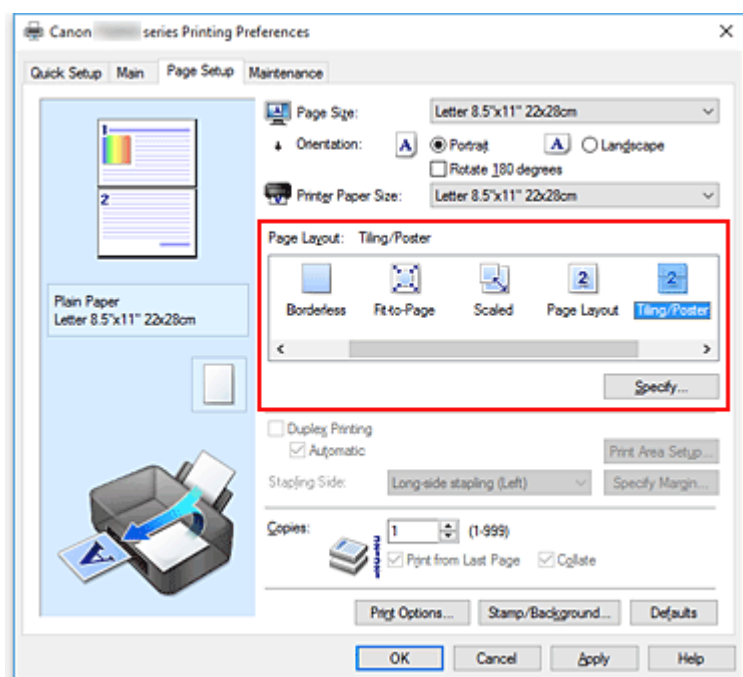 Canon series Printing Preferences
Quick Setup Main Page Setup Maintenance
1
2
Plain Paper
Letter 8.5"x11" 22x28cm
A
Page Size: Letter 8.5"x11" 22x28cm
Orientation: A Portrait A Landscape
Rotate 180 degrees
Printer Paper Size: Letter 8.5"x11" 22x28cm
Page Layout: Tiling/Poster
2 2
Borderless Fit-to-Page Scaled Page Layout Tiling/Poster
Specify...
Duplex Printing
Automatic Print Area Setup...
Stapling Side: Long-side stapling (Left) Specify Margin...
Copies: 1 (1-999)
Print from Last Page Collate
Print Options... Stamp/Background... Defaults
OK Cancel Apply Help